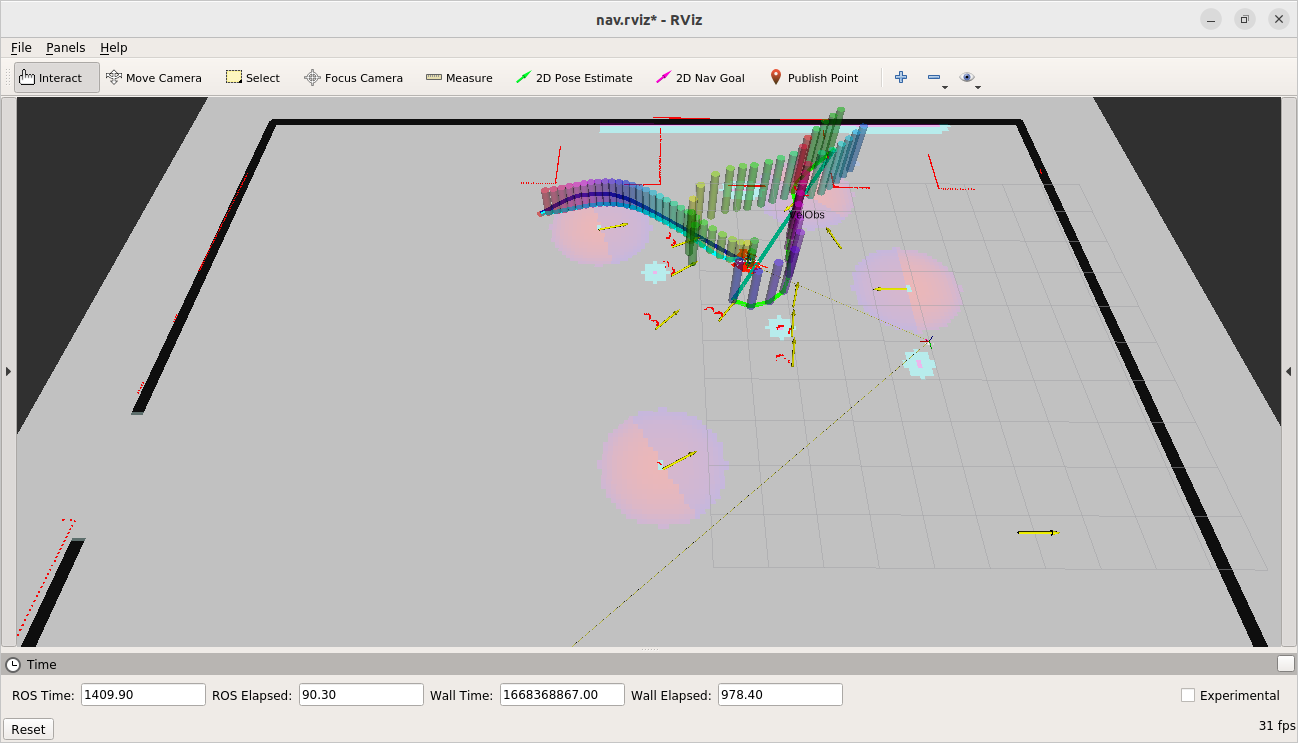 nav.rviz* - RViz
File Panels Help
Interact Move Camera Select Focus Camera Measure 2D Pose Estimate 2D Nav Goal Publish Point
Time
ROS Time: 1409.90 ROS Elapsed: 90.30 Wall Time: 1668368867.00 Wall Elapsed: 978.40 Experimental
Reset 31 fps